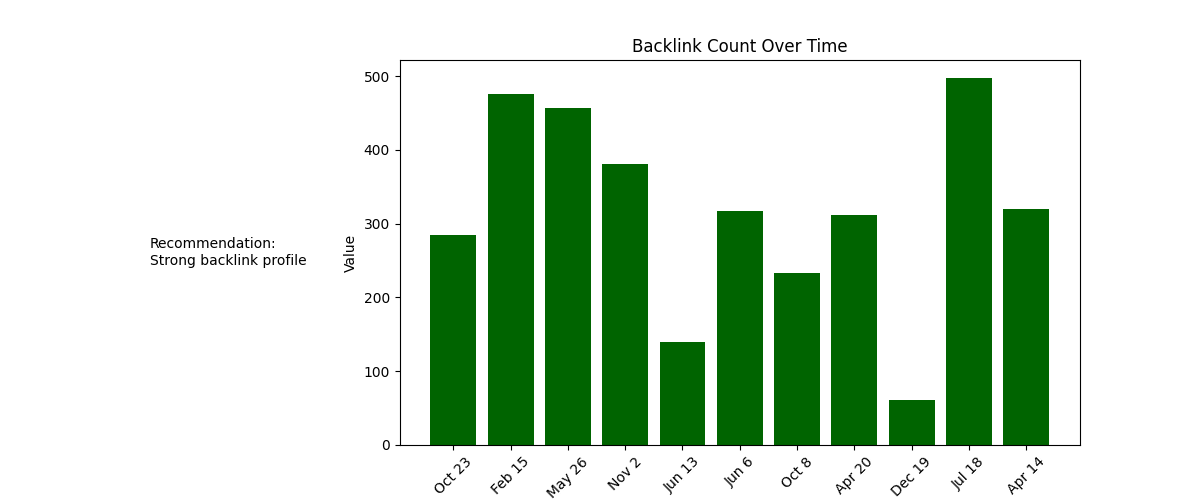 Backlink Count Over Time
Recommendation:
Strong backlink profile
Value
500
400
300
200
100
0
Oct 23
Feb 15
May 26
Nov 2
Jun 13
Jun 6
Oct 8
Apr 20
Dec 19
Jul 18
Apr 14